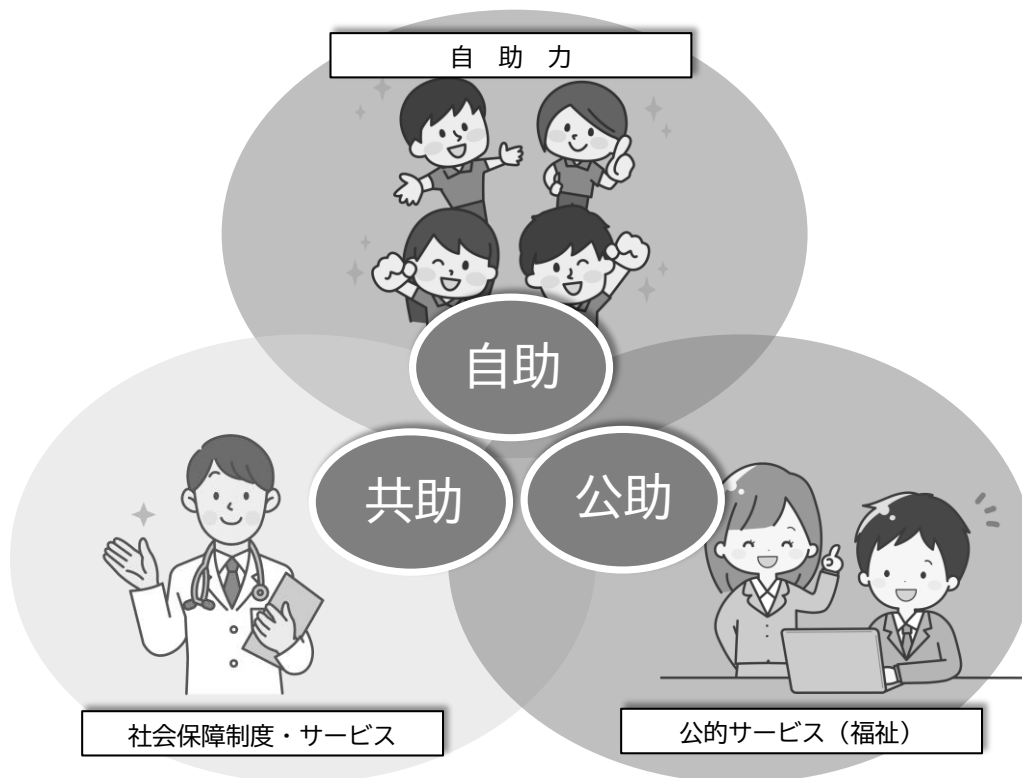 自 助 力
自助
共助
公助
社会保障制度・サービス
公的サービス（福祉）